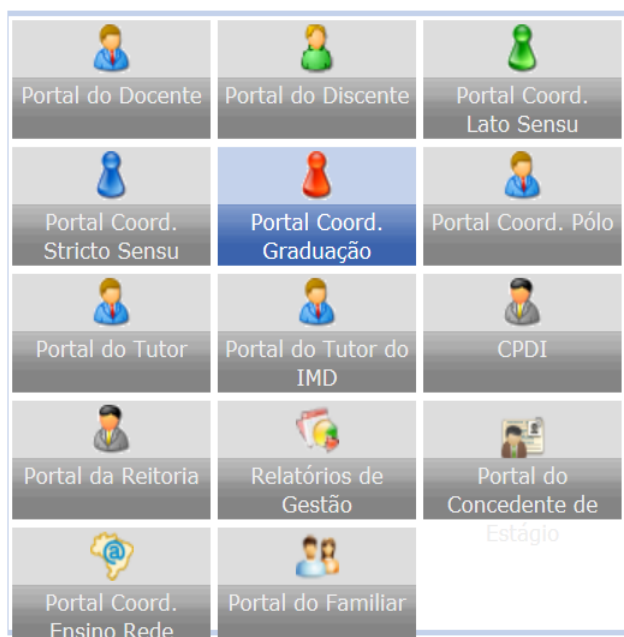 Portal do Docente
Portal do Discente
Portal Coord.
Lato Sensu
Portal Coord.
Stricto Sensu
Portal Coord.
Graduação
Portal Coord. Pólo
Portal do Tutor
Portal do Tutor do
IMD
CPDI
Portal da Reitoria
Relatórios de
Gestão
Portal do
Concedente de
Estágio
@
Portal Coord.
Ensino Rede
Portal do Familiar